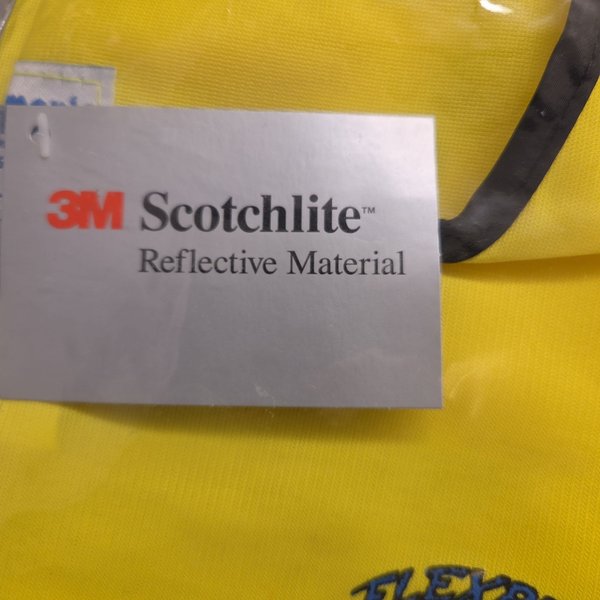 3M Scotchlite™
Reflective Material